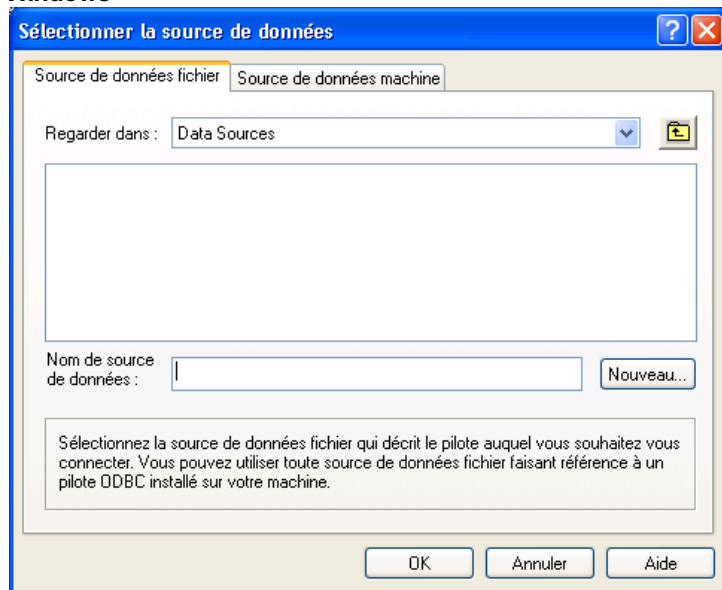 Sélectionner la source de données
Source de données fichier
Source de données machine
Regarder dans :
Data Sources
Nom de source
de données :
Nouveau...
Sélectionnez la source de données fichier qui décrit le pilote auquel vous souhaitez vous
connecter. Vous pouvez utiliser toute source de données fichier faisant référence à un
pilote ODBC installé sur votre machine.
OK
Annuler
Aide